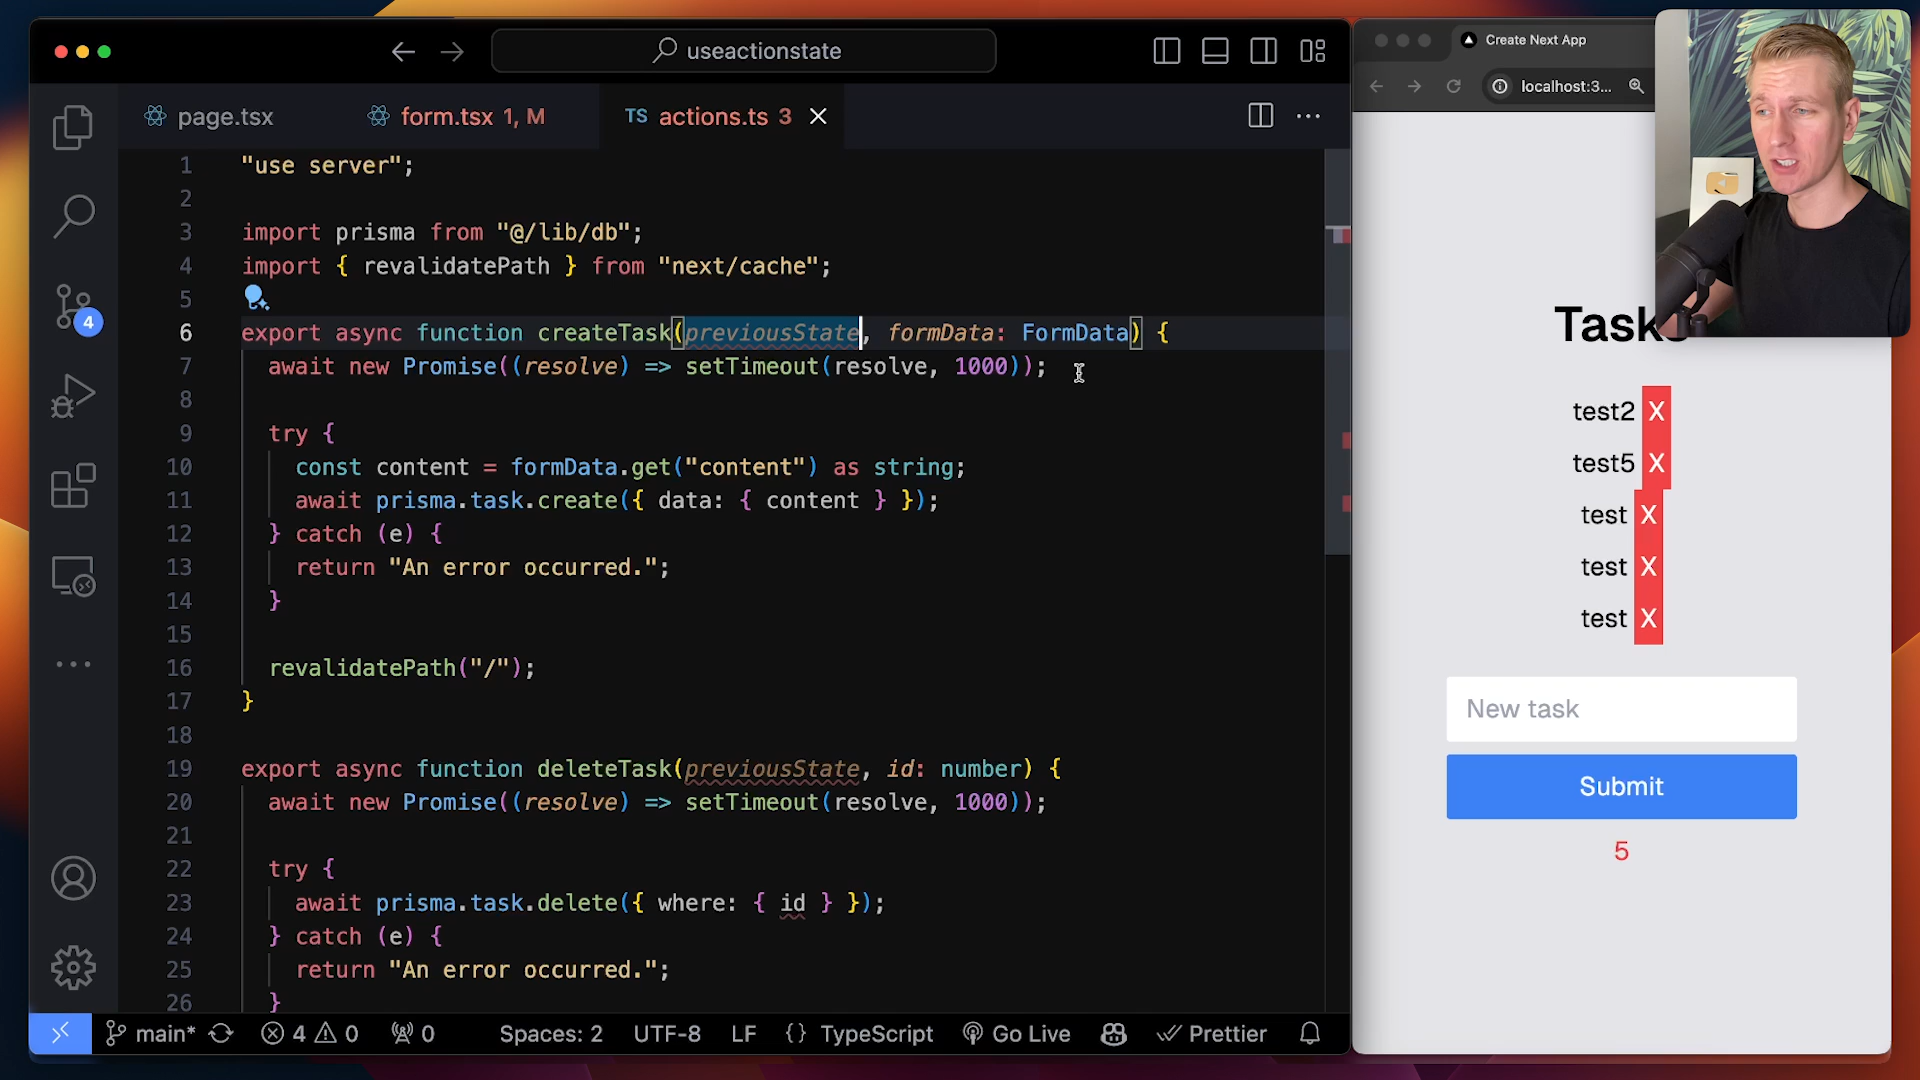 useactionstate
page.tsx
form.tsx 1, M
TS actions.ts 3
1 "use server";
2
3 import prisma from "@/lib/db";
4 import { revalidatePath } from "next/cache";
5
6 export async function createTask(previousState, formData: FormData) {
7 await new Promise((resolve) => setTimeout(resolve, 1000));
8
9 try {
10 const content = formData.get("content") as string;
11 await prisma.task.create({ data: { content } });
12 } catch (e) {
13 return "An error occurred.";
14 }
15
16 revalidatePath("/");
17 }
18
19 export async function deleteTask(previousState, id: number) {
20 await new Promise((resolve) => setTimeout(resolve, 1000));
21
22 try {
23 await prisma.task.delete({ where: { id } });
24 } catch (e) {
25 return "An error occurred.";
26 }
4
main* 4 0 0 Spaces: 2 UTF-8 LF {} TypeScript Go Live Prettier
Create Next App
localhost:3...
test2 X
test5 X
test X
test X
test X
New task
Submit
5